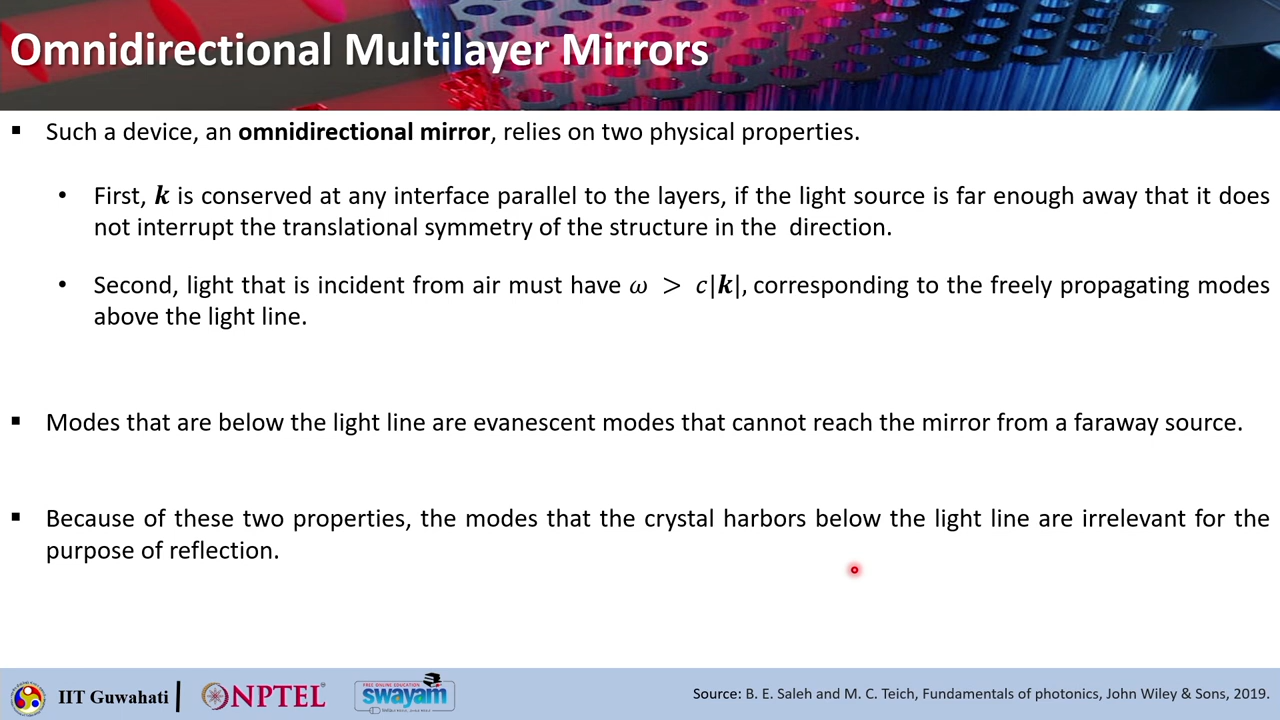 Omnidirectional Multilayer Mirrors
▪ Such a device, an omnidirectional mirror, relies on two physical properties.
• First, k is conserved at any interface parallel to the layers, if the light source is far enough away that it does
not interrupt the translational symmetry of the structure in the direction.
• Second, light that is incident from air must have ω > c|k|, corresponding to the freely propagating modes
above the light line.
▪ Modes that are below the light line are evanescent modes that cannot reach the mirror from a faraway source.
▪ Because of these two properties, the modes that the crystal harbors below the light line are irrelevant for the
purpose of reflection.
IIT Guwahati
NPTEL
FREE ONLINE EDUCATION
swayam
Source: B. E. Saleh and M. C. Teich, Fundamentals of photonics, John Wiley & Sons, 2019.